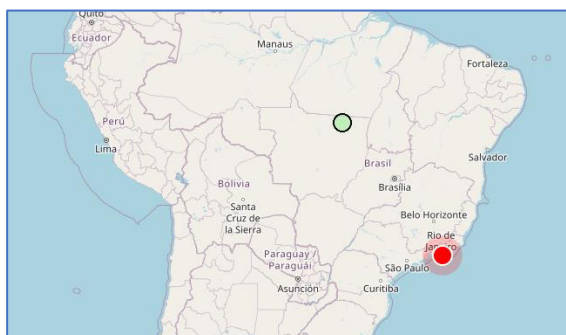 Quito
Ecuador
Manaus
Fortaleza
Perú
Lima
Brasil
Salvador
Brasília
Bolivia
Santa
Cruz de
la Sierra
Belo Horizonte
Rio de
Janeiro
Paraguay /
Paraguái
São Paulo
Asunción
Curitiba